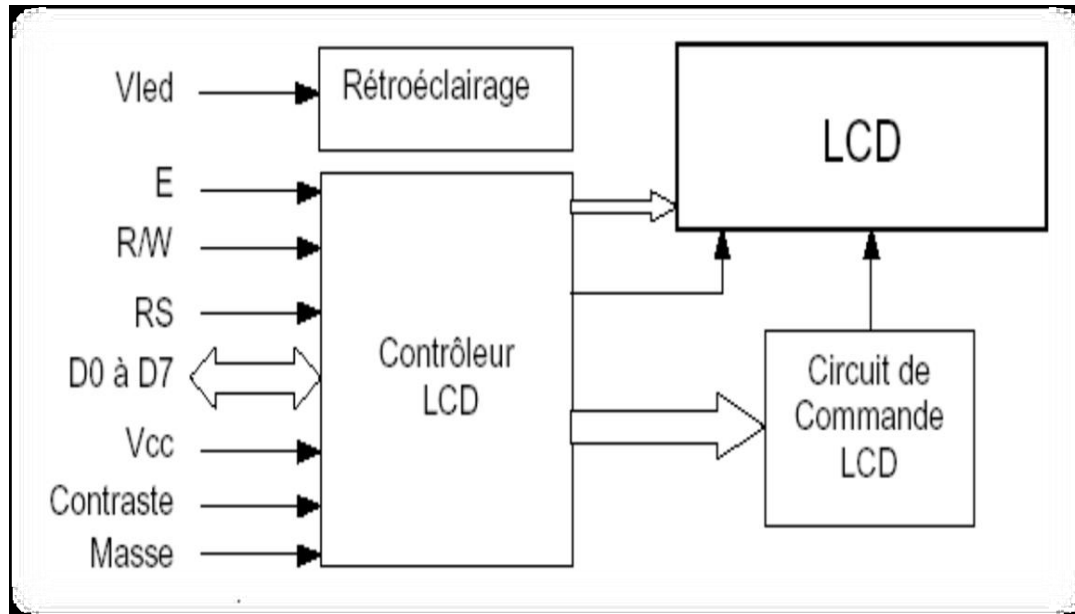 Vled
Rétroéclairage
LCD
E
R/W
RS
D0 à D7
Contrôleur
LCD
Circuit de
Commande
LCD
Vcc
Contraste
Masse